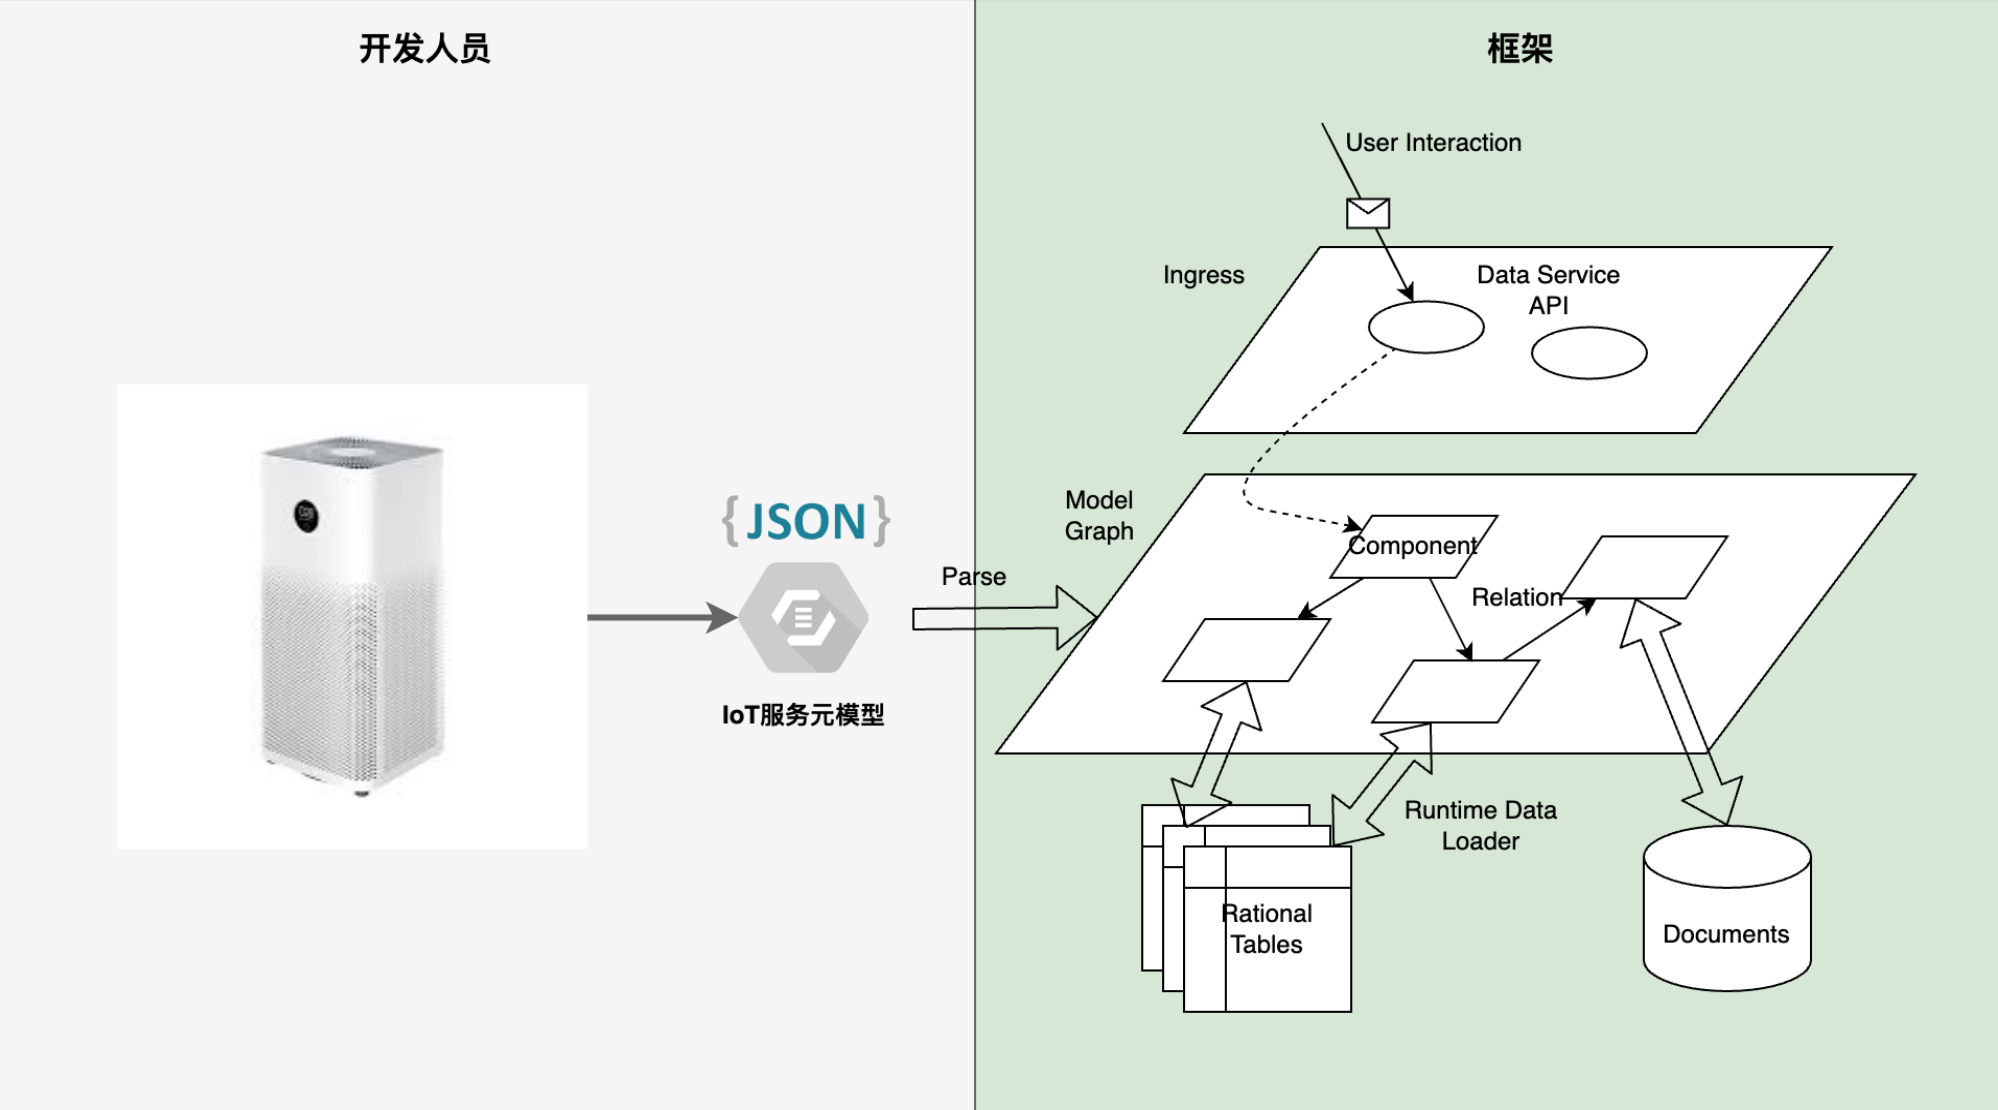 开发人员
框架
User Interaction
Ingress
Data Service
API
Model
Graph
{JSON}
Component
Parse
Relation
IoT服务元模型
Runtime Data
Loader
Rational
Tables
Documents